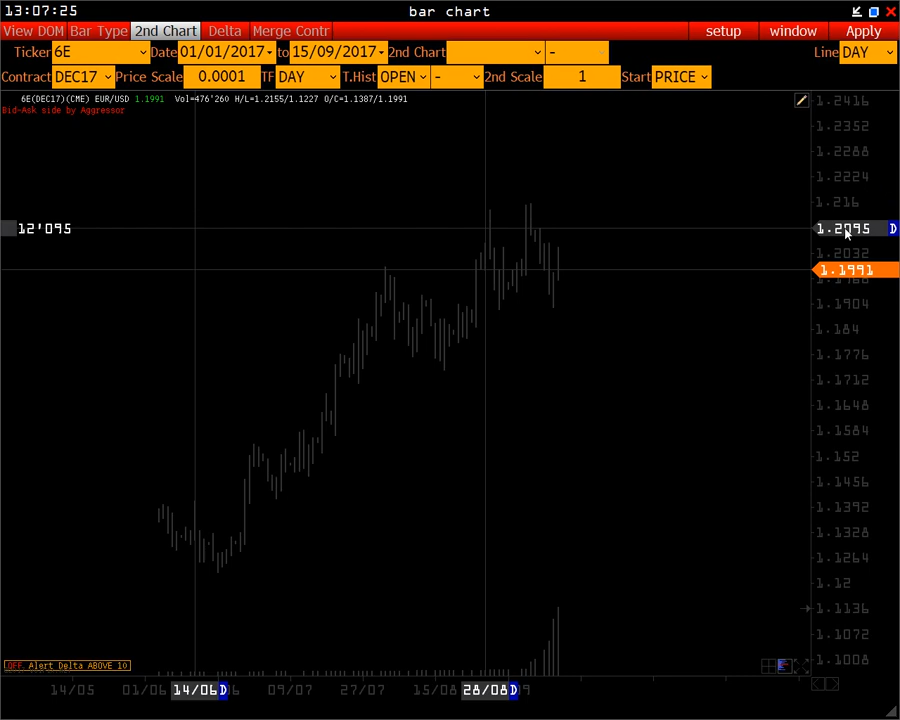 13:07:25 bar chart
View DOM Bar Type 2nd Chart Delta Merge Contr setup window Apply
Ticker 6E Date 01/01/2017 to 15/09/2017 2nd Chart - Line DAY
Contract DEC17 Price Scale 0.0001 TF DAY T.Hist OPEN - 2nd Scale 1 Start PRICE
6E(DEC17)(CME) EUR/USD 1.1991 Vol=476'260 H/L=1.2155/1.1227 O/C=1.1387/1.1991
Bid-Ask side by Aggressor
1.2416
1.2352
1.2288
1.2224
1.216
12'095 1.2095 D
1.2032
1.1991
1.1904
1.184
1.1776
1.1712
1.1648
1.1584
1.152
1.1456
1.1392
1.1328
1.1264
1.12
1.1136
1.1072
1.1008
OFF Alert Delta ABOVE 10
14/05 01/06 14/06 D 09/07 27/07 15/08 28/08 D